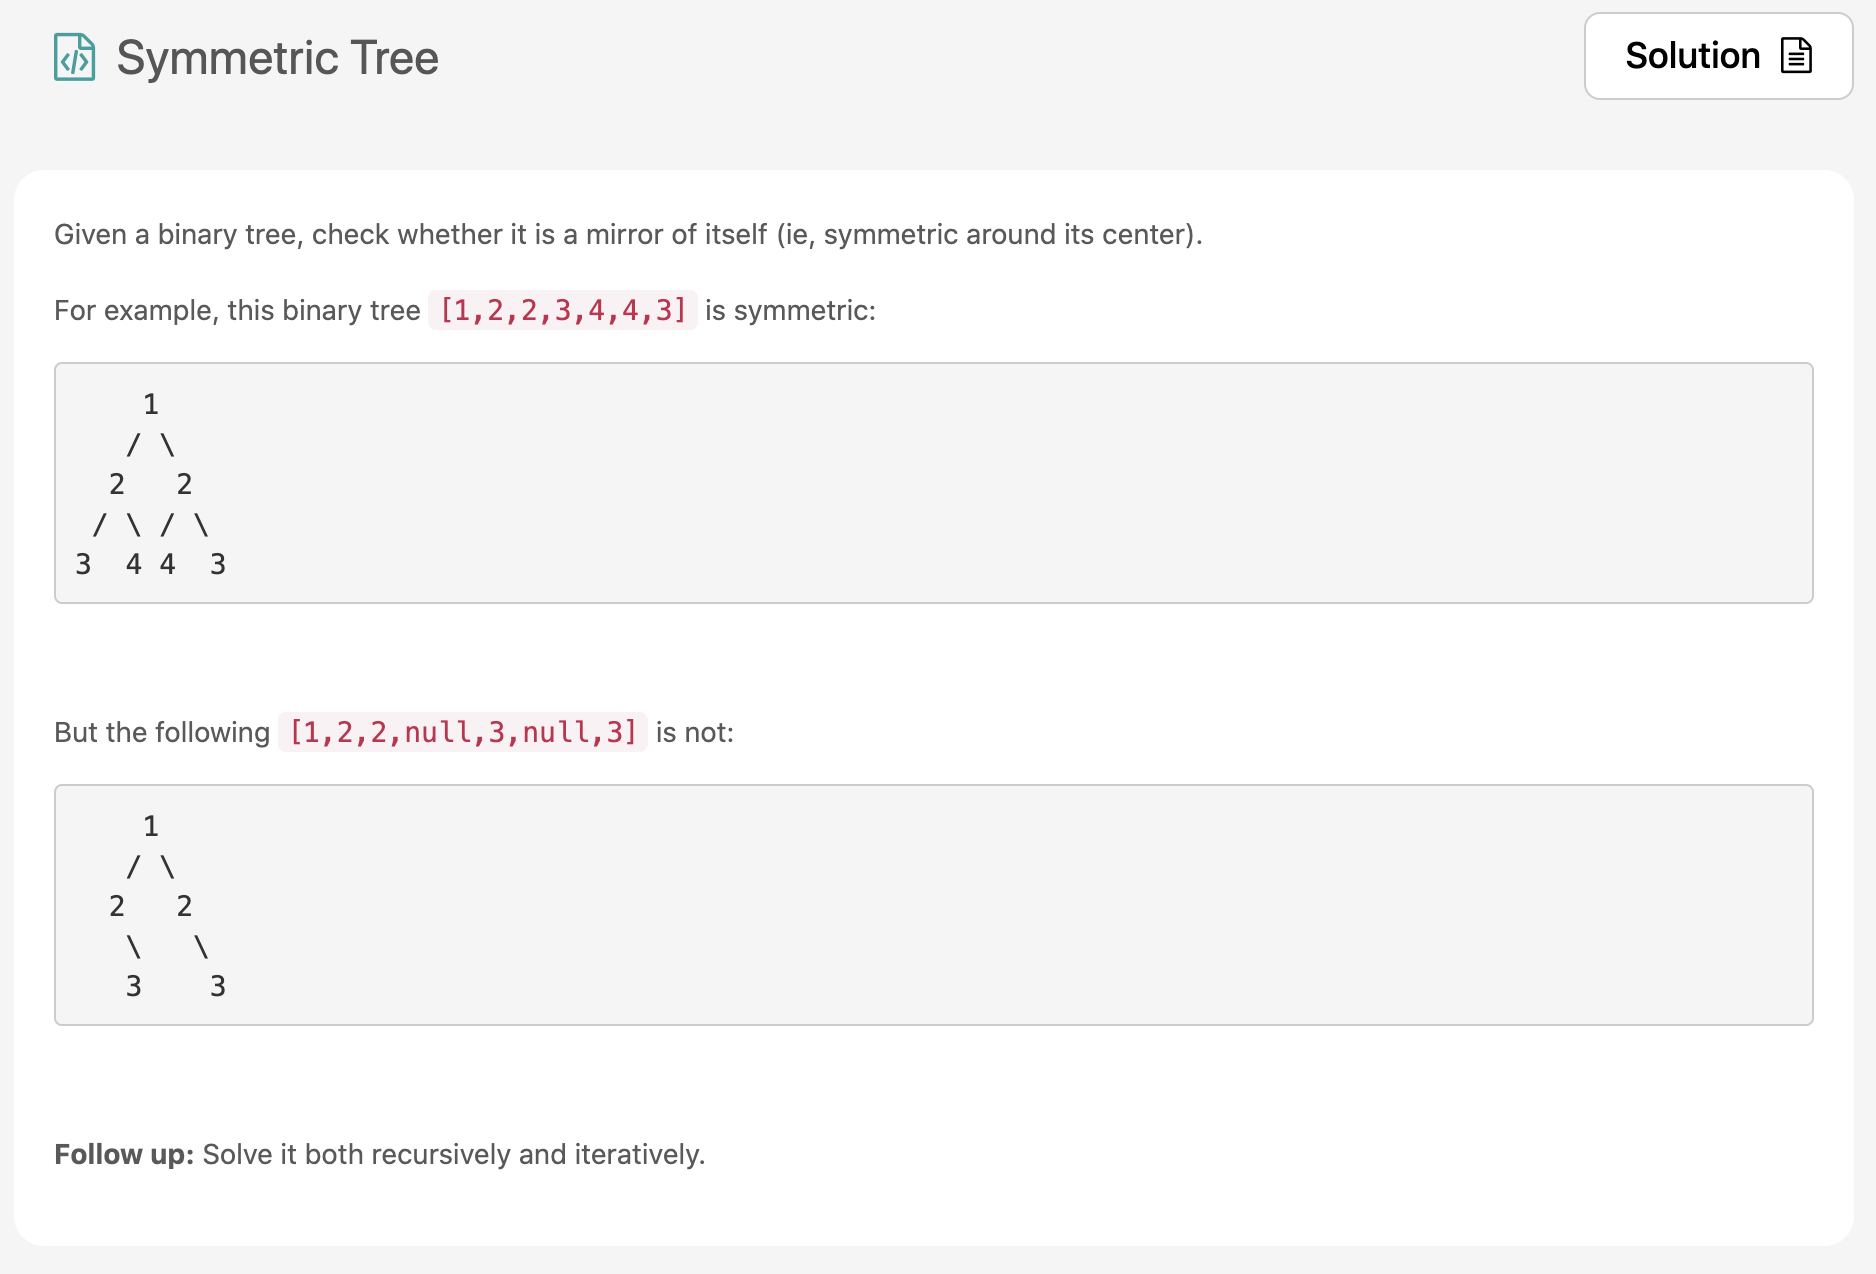 Symmetric Tree
Solution
Given a binary tree, check whether it is a mirror of itself (ie, symmetric around its center).
For example, this binary tree [1,2,2,3,4,4,3] is symmetric:
    1
   / \
  2   2
 / \ / \
3  4 4  3
But the following [1,2,2,null,3,null,3] is not:
    1
   / \
  2   2
   \   \
   3    3
Follow up: Solve it both recursively and iteratively.